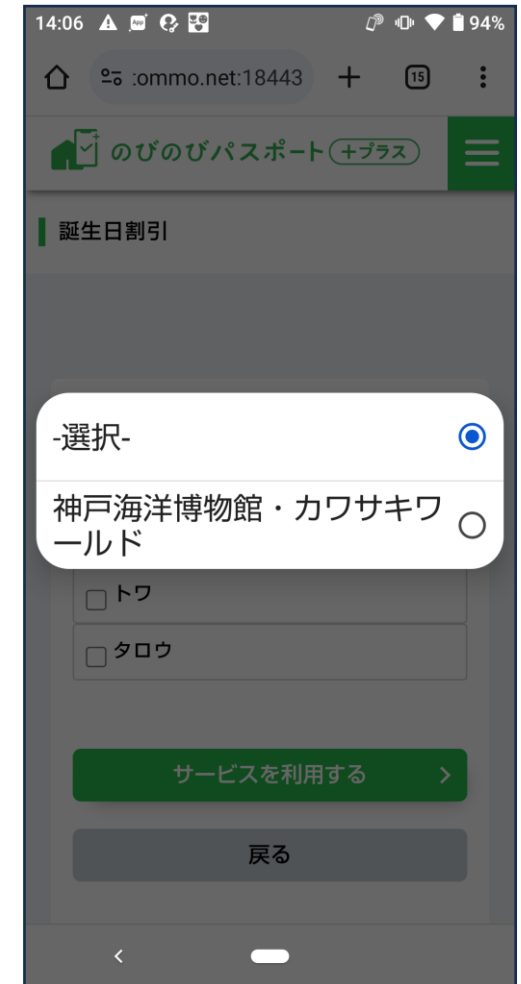 14:06 94%
:ommo.net:18443 15
のびのびパスポート +プラス
誕生日割引
-選択-
神戸海洋博物館・カワサキワ
ールド
トワ
タロウ
サービスを利用する
戻る